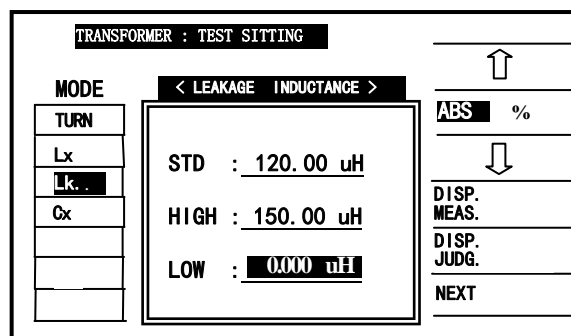 TRANSFORMER : TEST SITTING
MODE
TURN
Lx
Lk..
Cx
< LEAKAGE INDUCTANCE >
STD : 120.00 uH
HIGH : 150.00 uH
LOW : 0.000 uH
ABS %
DISP.
MEAS.
DISP.
JUDG.
NEXT